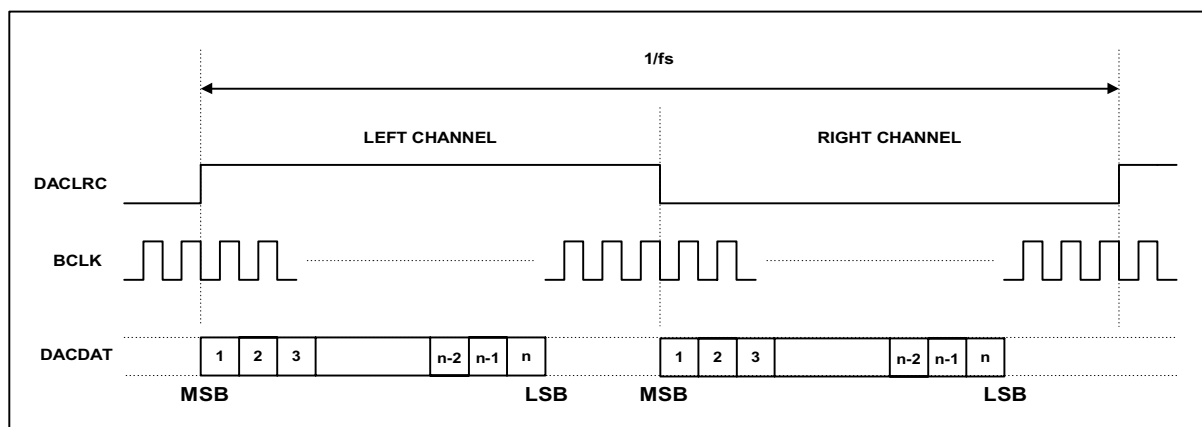 1/fs
LEFT CHANNEL RIGHT CHANNEL
DACLRC
BCLK
DACDAT 1 2 3 n-2 n-1 n 1 2 3 n-2 n-1 n
MSB LSB MSB LSB